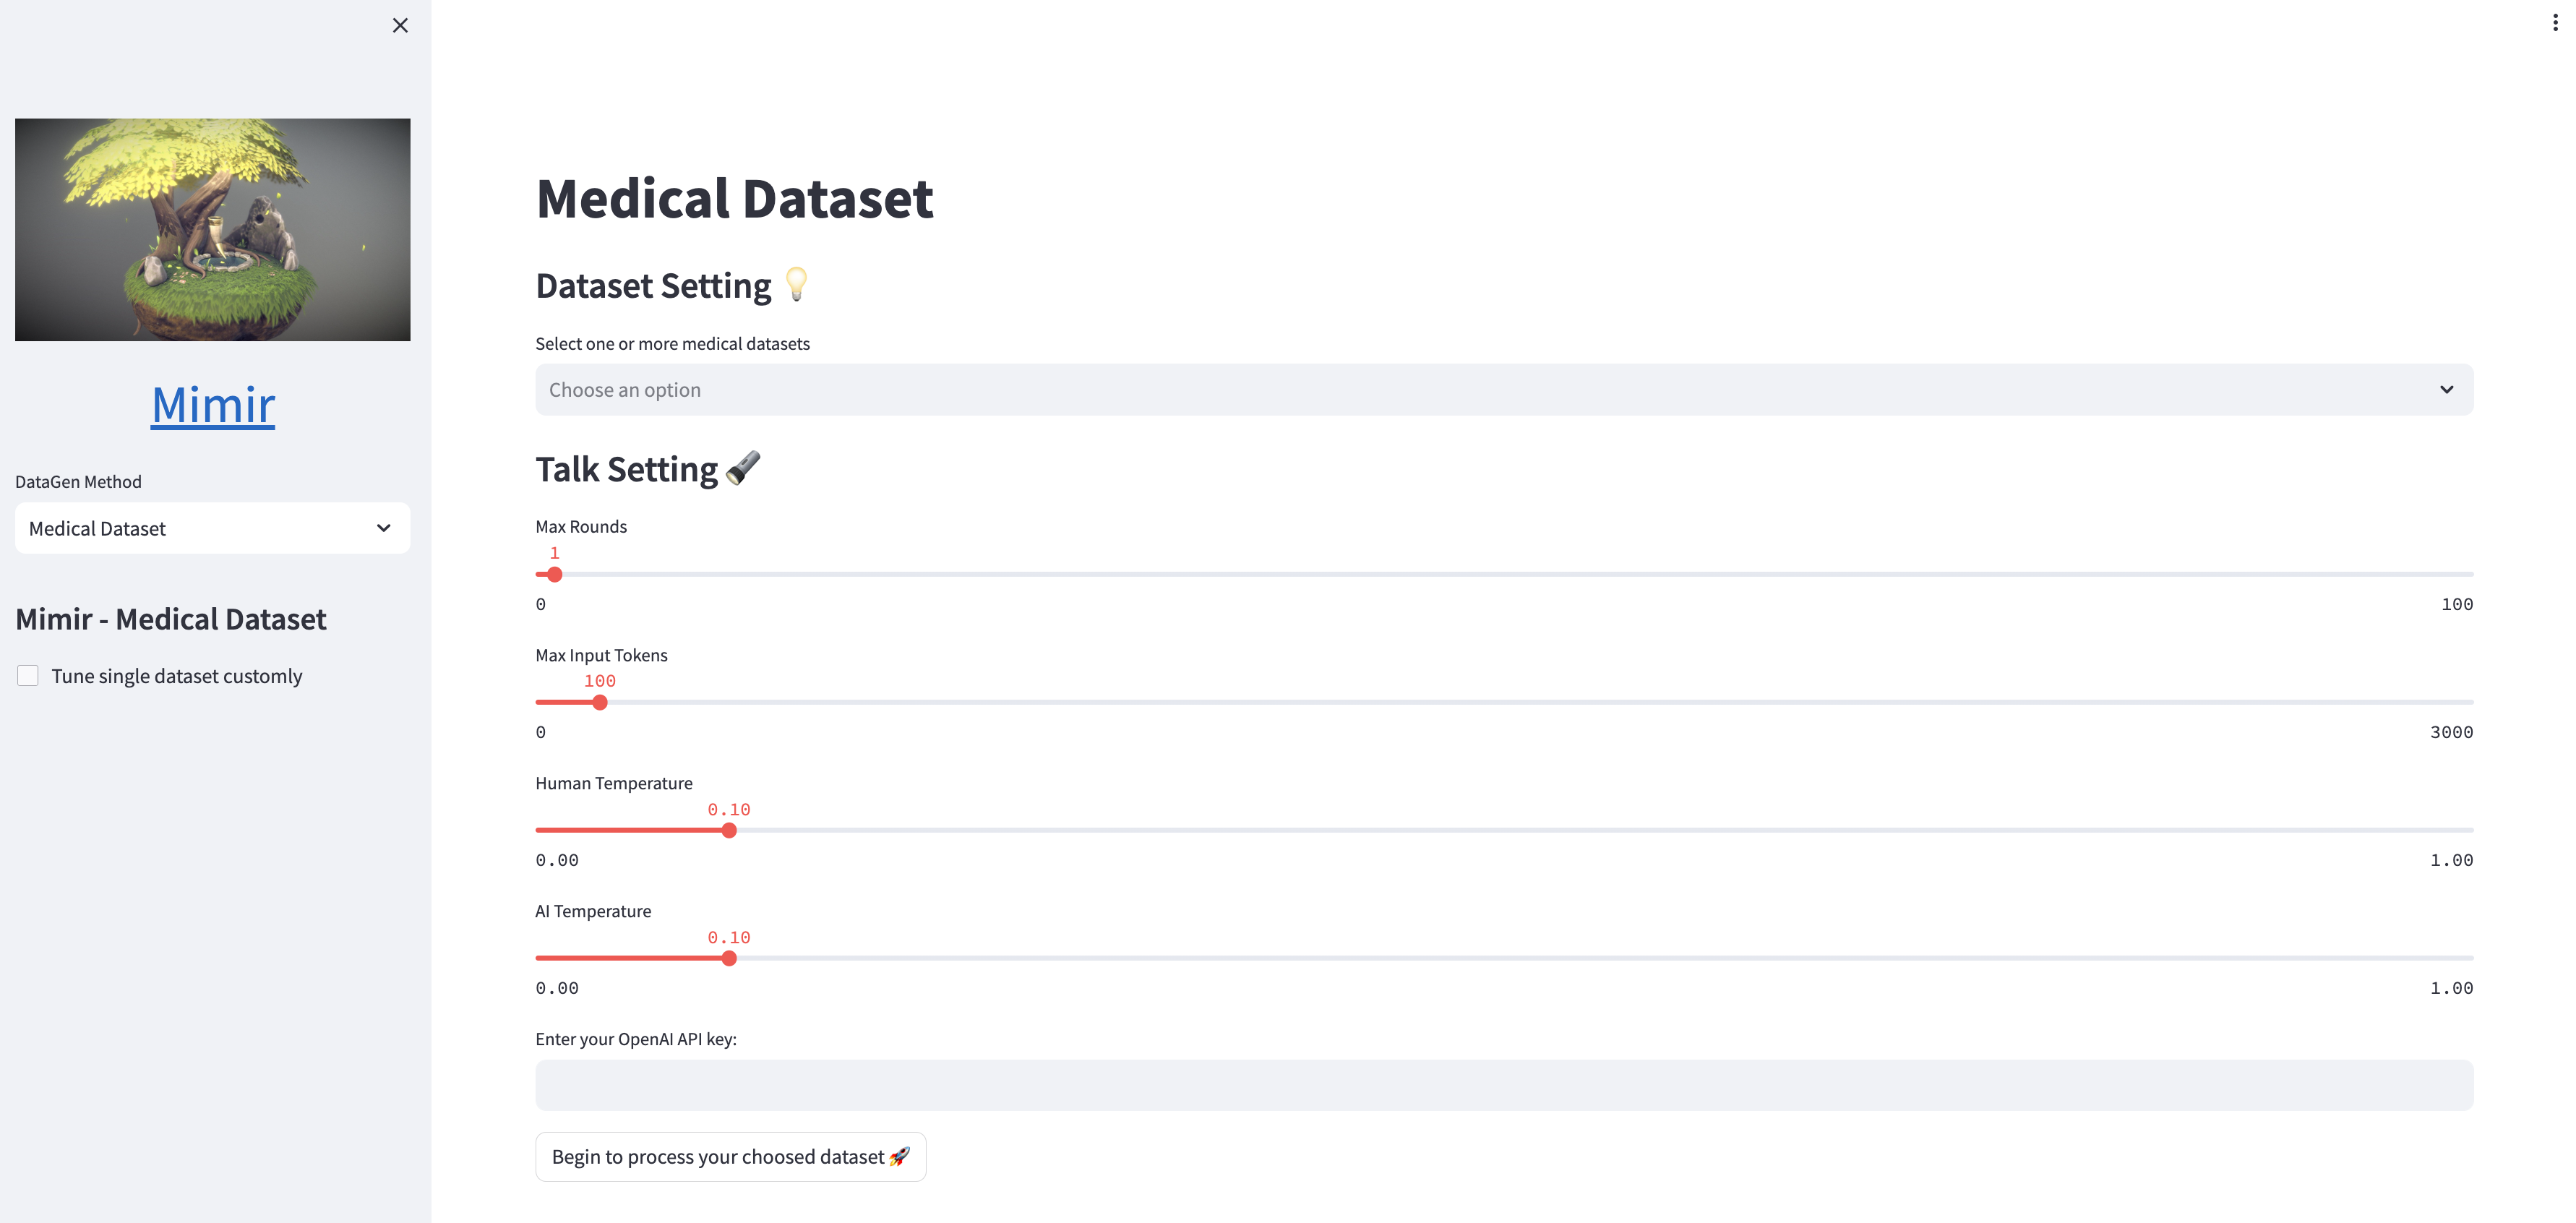 Mimir
DataGen Method
Medical Dataset
Mimir - Medical Dataset
Tune single dataset customly
Medical Dataset
Dataset Setting 💡
Select one or more medical datasets
Choose an option
Talk Setting 🔦
Max Rounds
1
0 100
Max Input Tokens
100
0 3000
Human Temperature
0.10
0.00 1.00
AI Temperature
0.10
0.00 1.00
Enter your OpenAI API key:
Begin to process your choosed dataset 🚀